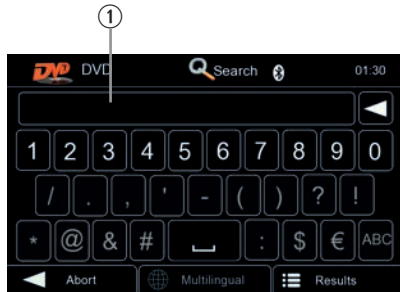 1
DVD DVD Search 01:30
1 2 3 4 5 6 7 8 9 0
/ . , ' - ( ) ? !
* @ & # : $ € ABC
Abort Multilingual Results